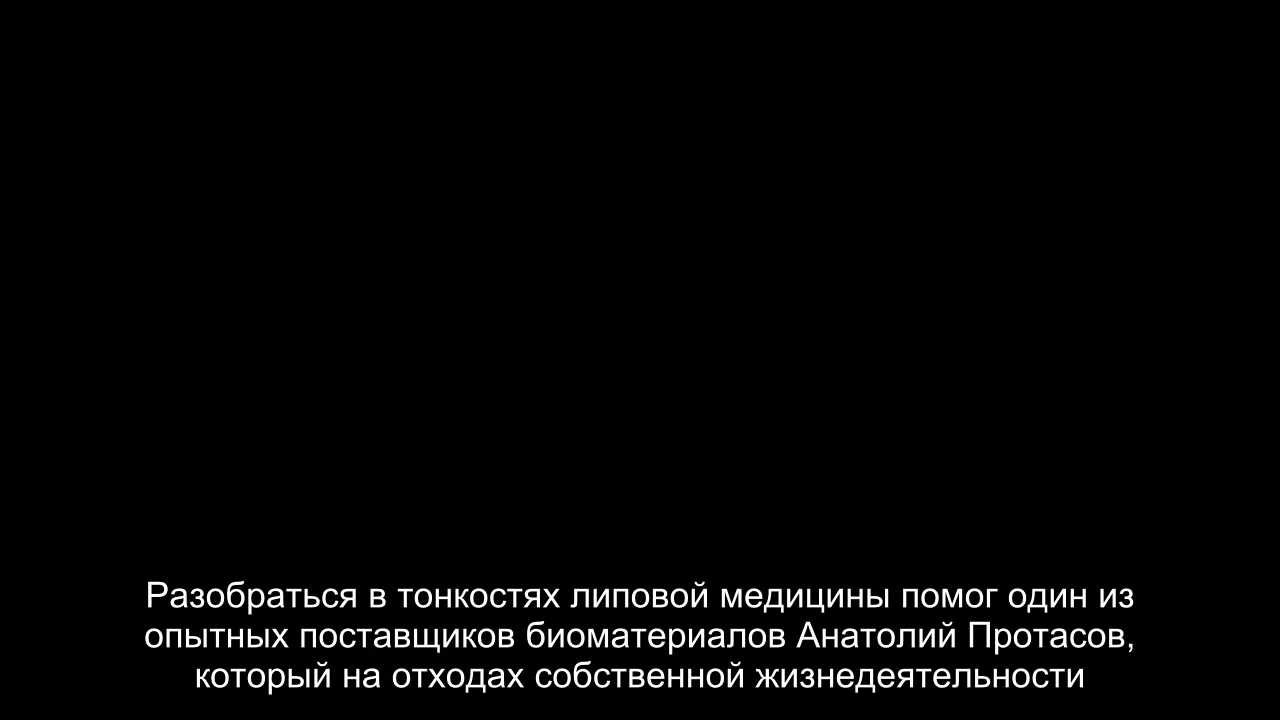 Разобраться в тонкостях липовой медицины помог один из
опытных поставщиков биоматериалов Анатолий Протасов,
который на отходах собственной жизнедеятельности